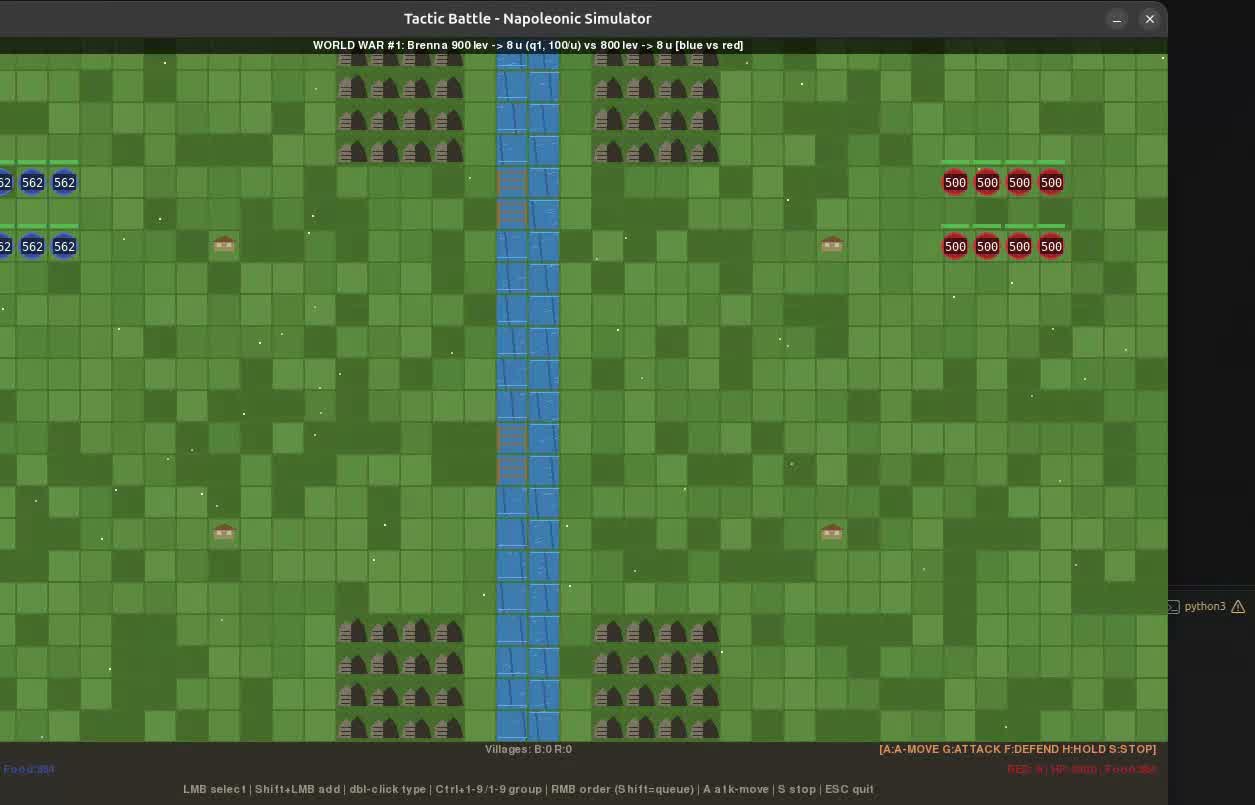 Tactic Battle - Napoleonic Simulator
WORLD WAR #1: Brenna 900 lev -> 8 u (q1, 100/u) vs 800 lev -> 8 u [blue vs red]
62 562 562 500 500 500 500
62 562 562 500 500 500 500
python3
Villages: B:0 R:0 [A:A-MOVE G:ATTACK F:DEFEND H:HOLD S:STOP]
LMB select | Shift+LMB add | dbl-click type | Ctrl+1-9/1-9 group | RMB order (Shift=queue) | A atk-move | S stop | ESC quit